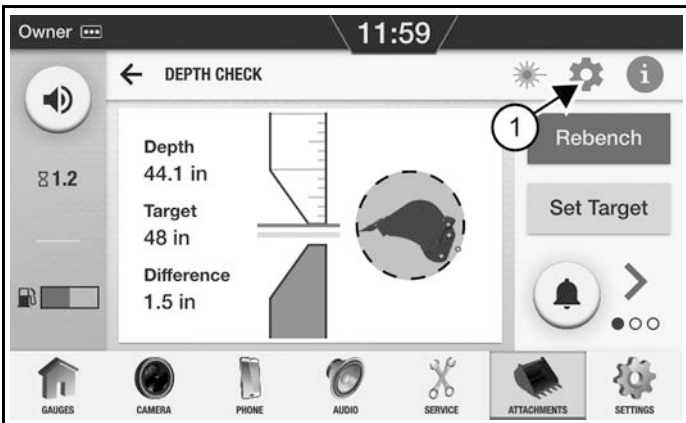 Owner
11:59
DEPTH CHECK
i
1
Depth
44.1 in
Target
48 in
Difference
1.5 in
1.2
Rebench
Set Target
GAUGES CAMERA PHONE AUDIO SERVICE ATTACHMENTS SETTINGS